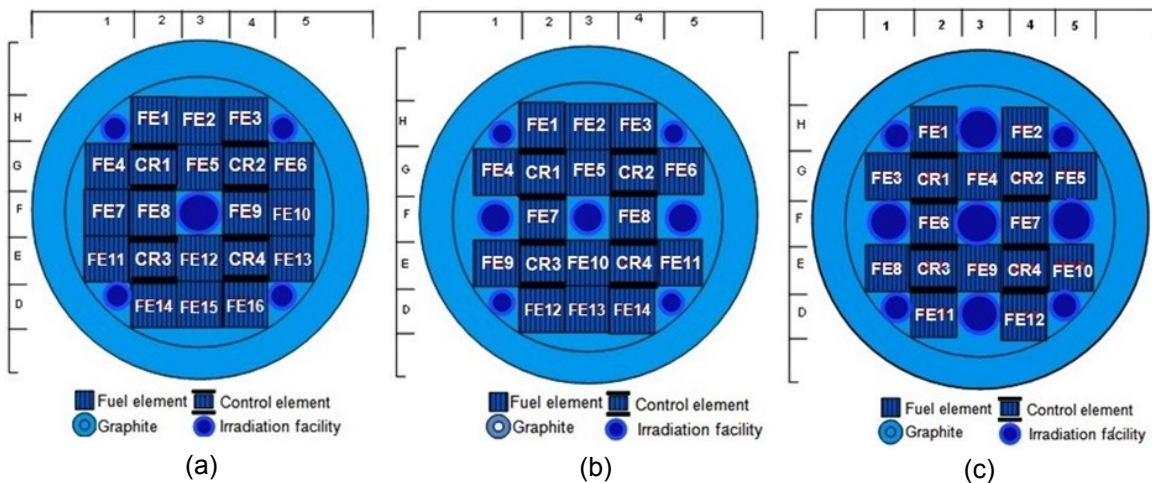 1 2 3 4 5
H FE1 FE2 FE3
G FE4 CR1 FE5 CR2 FE6
F FE7 FE8 FE9 FE10
E FE11 CR3 FE12 CR4 FE13
D FE14 FE15 FE16
Fuel element Control element
Graphite Irradiation facility
(a)
1 2 3 4 5
H FE1 FE2 FE3
G FE4 CR1 FE5 CR2 FE6
F FE7 FE8
E FE9 CR3 FE10 CR4 FE11
D FE12 FE13 FE14
Fuel element Control element
Graphite Irradiation facility
(b)
1 2 3 4 5
H FE1 FE2
G FE3 CR1 FE4 CR2 FE5
F FE6 FE7
E FE8 CR3 FE9 CR4 FE10
D FE11 FE12
Fuel element Control element
Graphite Irradiation facility
(c)